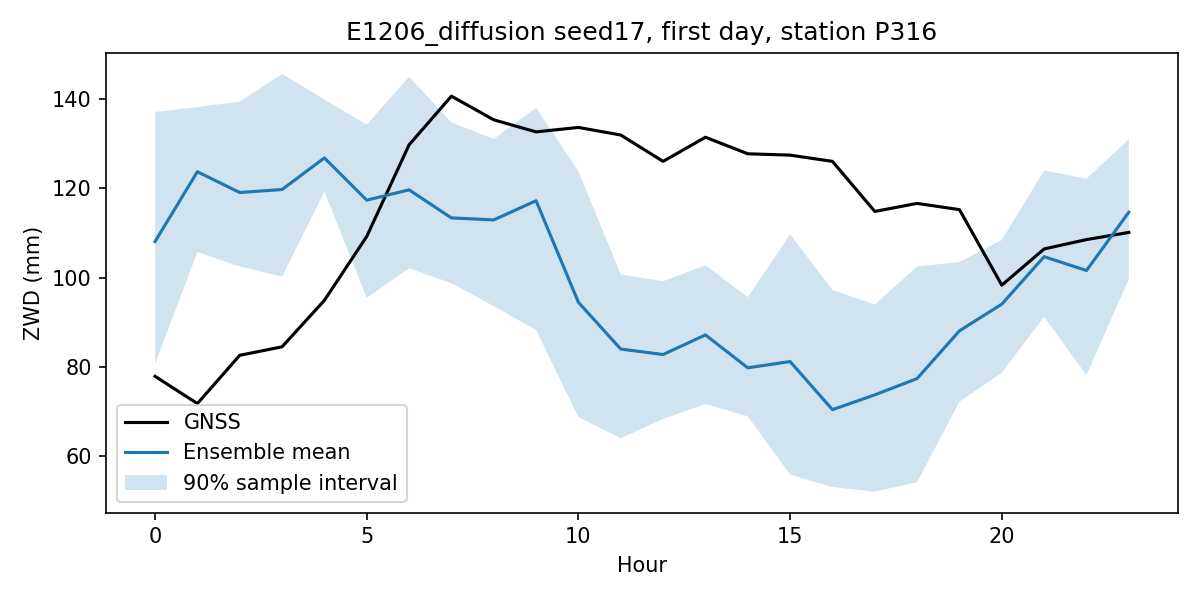 E1206_diffusion seed17, first day, station P316
ZWD (mm)
140
120
100
80
60
GNSS
Ensemble mean
90% sample interval
0 5 10 15 20
Hour